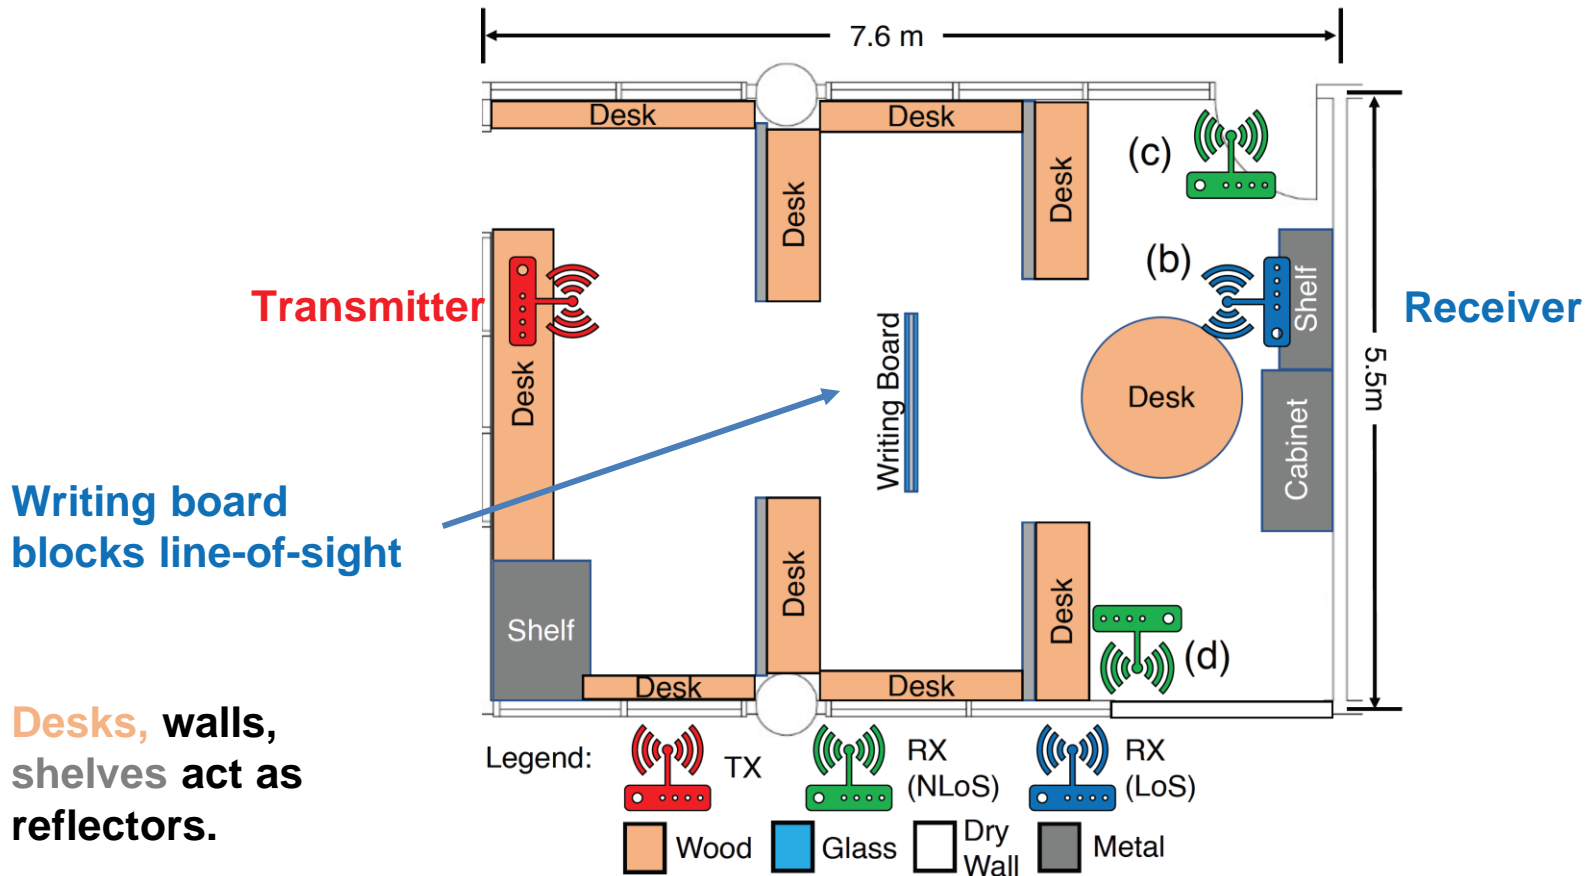 7.6 m
Desk
Desk
(c)
Desk
Desk
(b)
Transmitter
Shelf
Receiver
5.5m
Desk
Writing Board
Desk
Cabinet
Writing board
blocks line-of-sight
Desk
Desk
Shelf
(d)
Desk
Desk
Desks, walls,
shelves act as
reflectors.
Legend:
TX
RX
(NLoS)
RX
(LoS)
Wood
Glass
Dry
Wall
Metal